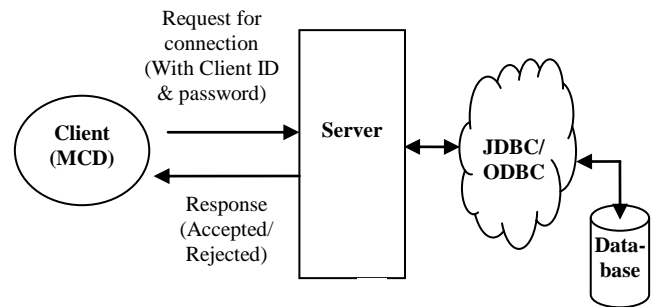 Request for
connection
(With Client ID
& password)
Client
(MCD)
Server
Response
(Accepted/
Rejected)
JDBC/
ODBC
Data-
base